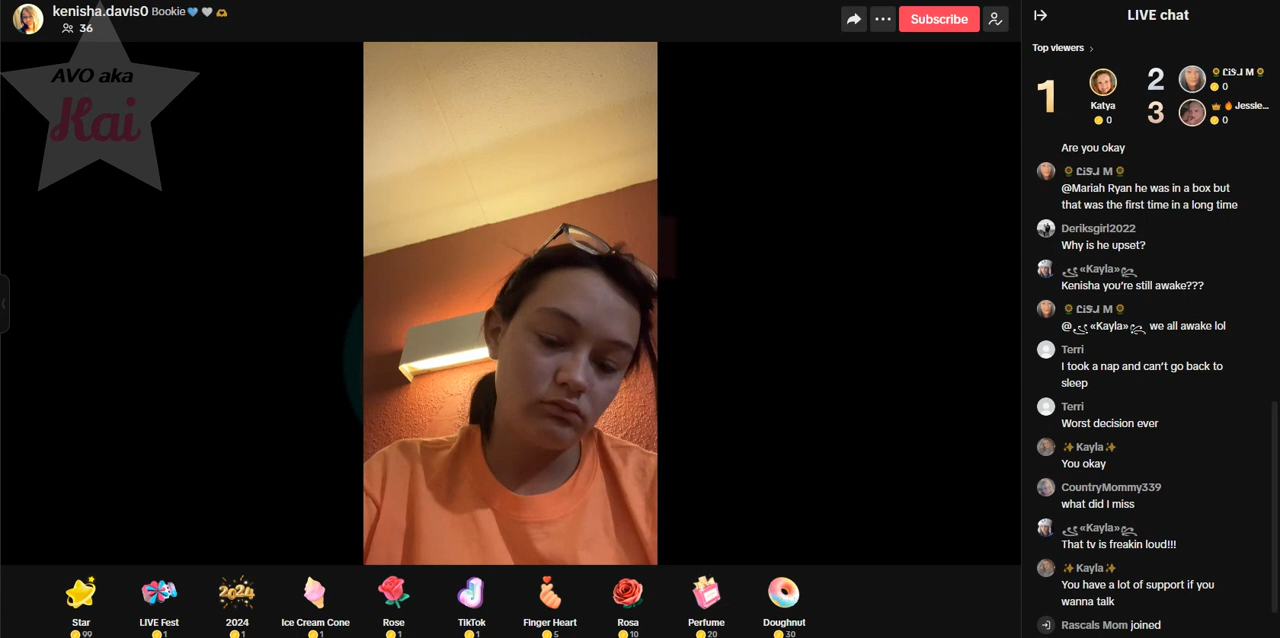 kenisha.davis0 Bookie💙🤍🫶
36
Subscribe
AVO aka
Kai
LIVE chat
Top viewers
1
Katya
0
2
🌻 ᏝᎥᏕᏗ M 🌻
0
3
👑 🔥 Jessie...
0
Are you okay
🌻 ᏝᎥᏕᏗ M 🌻
@Mariah Ryan he was in a box but
that was the first time in a long time
Deriksgirl2022
Why is he upset?
«Kayla»
Kenisha you're still awake???
🌻 ᏝᎥᏕᏗ M 🌻
@ «Kayla» we all awake lol
Terri
I took a nap and can't go back to
sleep
Terri
Worst decision ever
✨Kayla✨
You okay
CountryMommy339
what did I miss
«Kayla»
That tv is freakin loud!!!
✨Kayla✨
You have a lot of support if you
wanna talk
Rascals Mom joined
2024
Star
99
LIVE Fest
1
2024
1
Ice Cream Cone
1
Rose
1
TikTok
1
Finger Heart
5
Rosa
10
Perfume
20
Doughnut
30